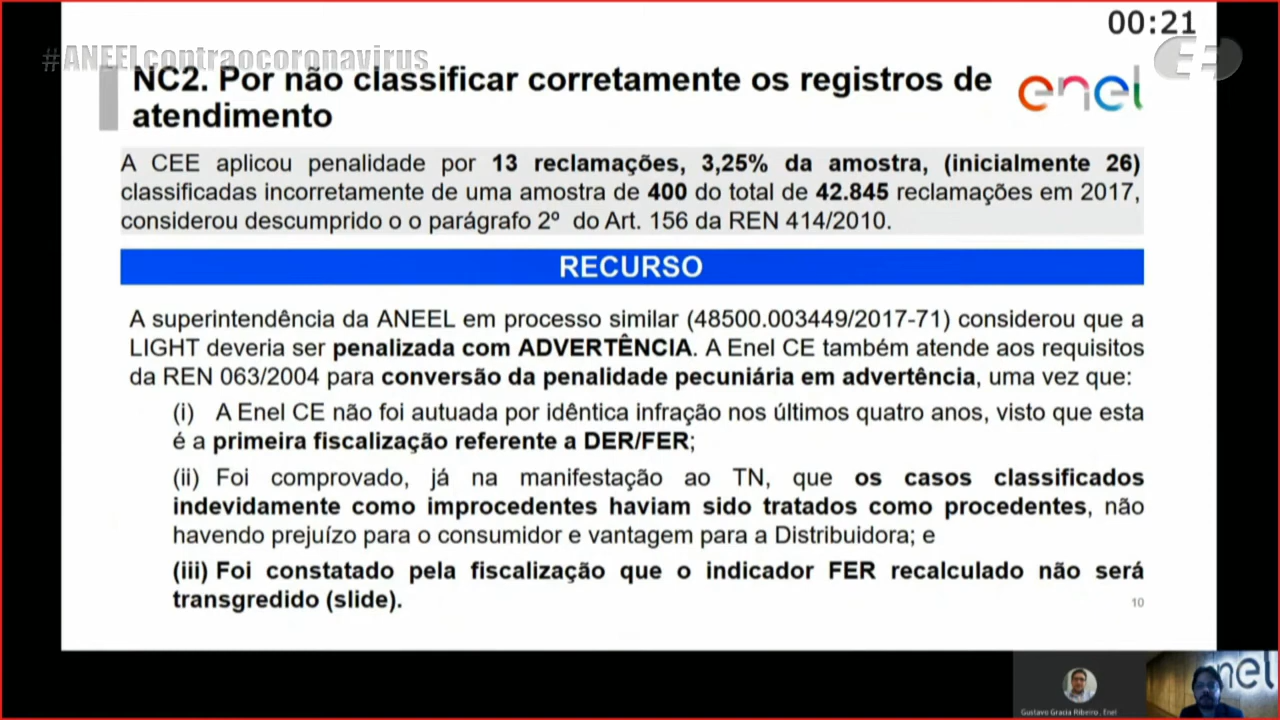 00:21
#ANEELcontraocoronavirus
NC2. Por não classificar corretamente os registros de
atendimento
enel
A CEE aplicou penalidade por 13 reclamações, 3,25% da amostra, (inicialmente 26)
classificadas incorretamente de uma amostra de 400 do total de 42.845 reclamações em 2017,
considerou descumprido o o parágrafo 2º do Art. 156 da REN 414/2010.
RECURSO
A superintendência da ANEEL em processo similar (48500.003449/2017-71) considerou que a
LIGHT deveria ser penalizada com ADVERTÊNCIA. A Enel CE também atende aos requisitos
da REN 063/2004 para conversão da penalidade pecuniária em advertência, uma vez que:
(i) A Enel CE não foi autuada por idêntica infração nos últimos quatro anos, visto que esta
é a primeira fiscalização referente a DER/FER;
(ii) Foi comprovado, já na manifestação ao TN, que os casos classificados
indevidamente como improcedentes haviam sido tratados como procedentes, não
havendo prejuízo para o consumidor e vantagem para a Distribuidora; e
(iii) Foi constatado pela fiscalização que o indicador FER recalculado não será
transgredido (slide).
10
Gustavo Gracia Ribeiro , Enel
nel